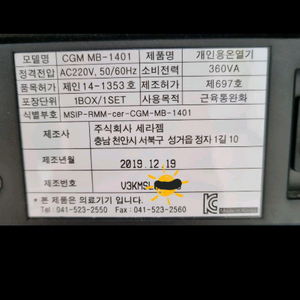 모델명 CGM MB-1401 제품명 개인용온열기
정격전압 AC220V, 50/60Hz 소비전력 360VA
품목허가 제인 14-1353호 제조허가 제697호
포장단위 1BOX/1SET 사용목적 근육통완화
식별부호 MSIP-RMM-cer-CGM-MB-1401
제조사 주식회사 세라젬
충남 천안시 서북구 성거읍 정자 1길 10
제조년월 2019.12.19
제조번호 V3KMSL
* 본 제품은 의료기기 입니다.
Tel : 041-523-2550 Fax : 041-523-2560